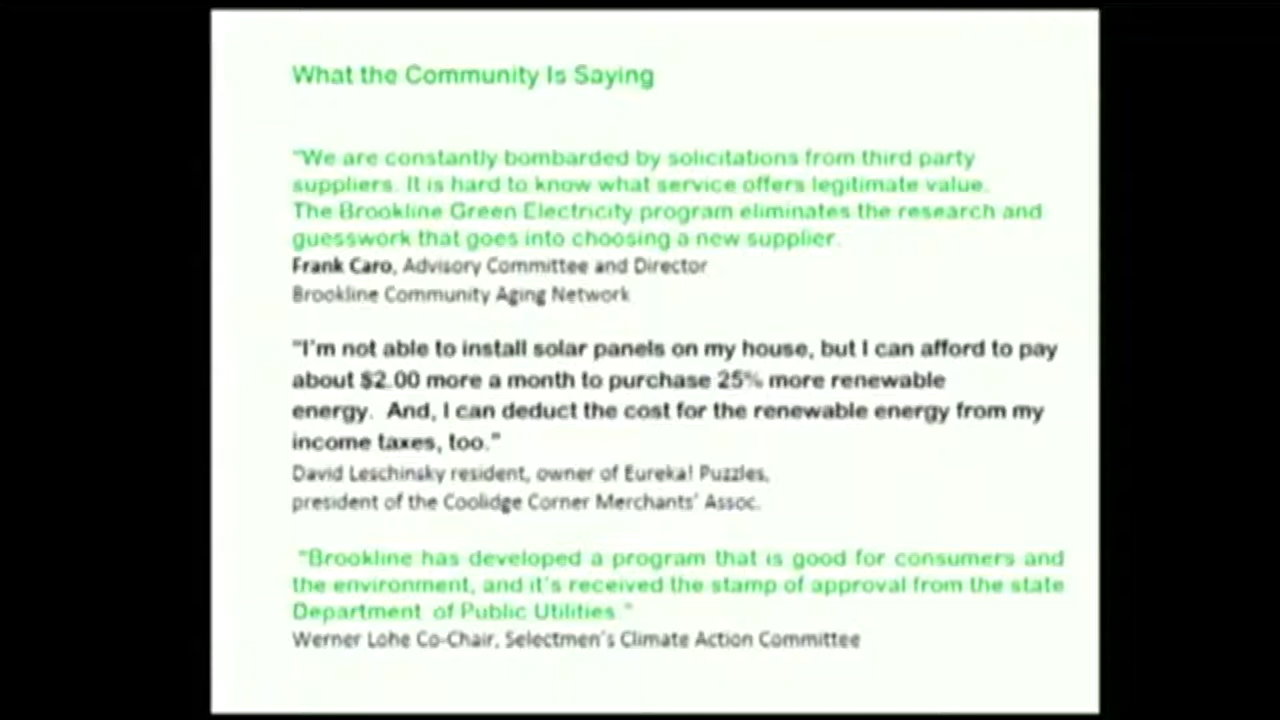 What the Community Is Saying
"We are constantly bombarded by solicitations from third party
suppliers. It is hard to know what service offers legitimate value.
The Brookline Green Electricity program eliminates the research and
guesswork that goes into choosing a new supplier.
Frank Caro, Advisory Committee and Director
Brookline Community Aging Network
"I'm not able to install solar panels on my house, but I can afford to pay
about $2.00 more a month to purchase 25% more renewable
energy. And, I can deduct the cost for the renewable energy from my
income taxes, too."
David Leschinsky resident, owner of Eureka! Puzzles,
president of the Coolidge Corner Merchants' Assoc.
"Brookline has developed a program that is good for consumers and
the environment, and it's received the stamp of approval from the state
Department of Public Utilities."
Werner Lohe Co-Chair, Selectmen's Climate Action Committee